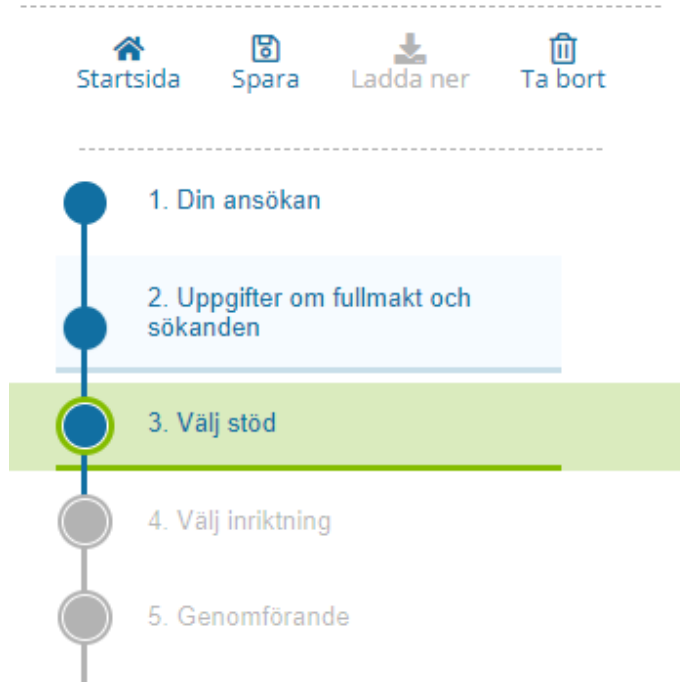 Startsida Spara Ladda ner Ta bort
1. Din ansökan
2. Uppgifter om fullmakt och
sökanden
3. Välj stöd
4. Välj inriktning
5. Genomförande